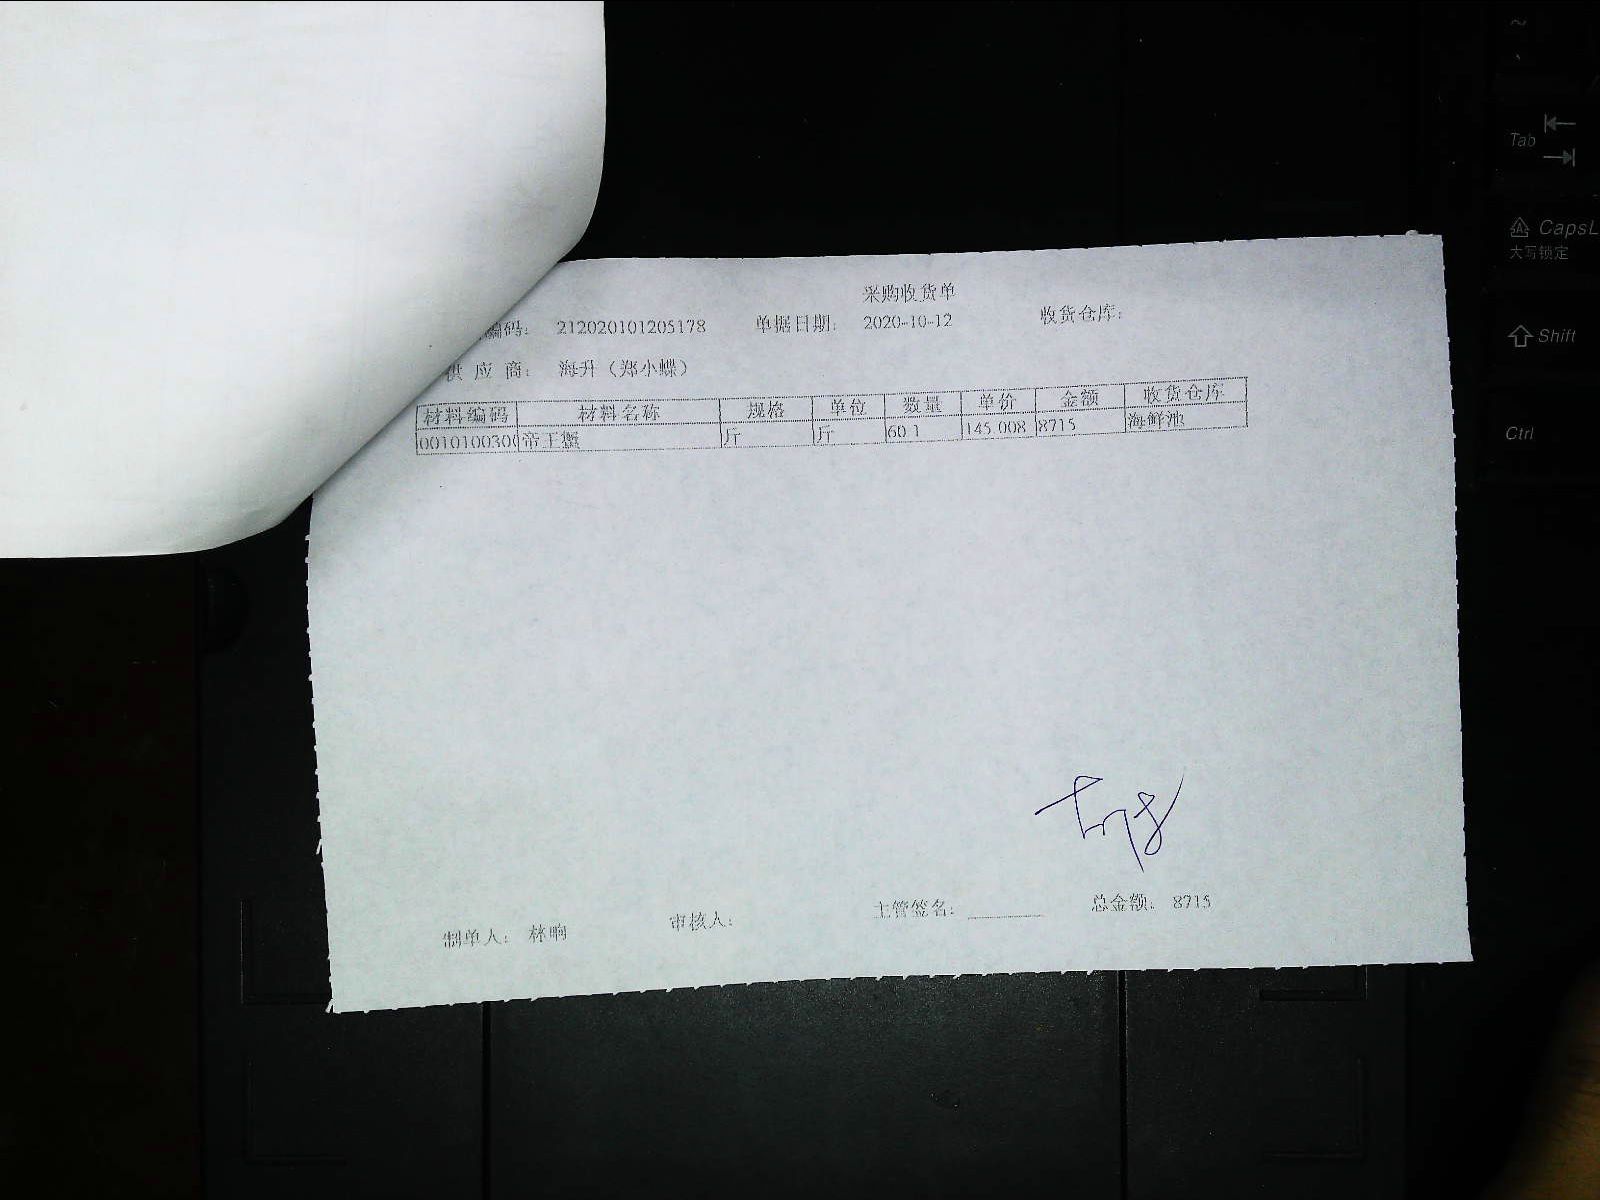 采购收货单
编码： 212020101205178 单据日期： 2020-10-12 收货仓库：
供 应 商： 海升（郑小蝶）
材料编码 材料名称 规格 单位 数量 单价 金额 收货仓库
0010100300 帝王蟹 斤 斤 60.1 145.008 8715 海鲜池
制单人： 林 审核人： 主管签名： 总金额： 8715
~
Tab
CapsL
大写锁定
Shift
Ctrl